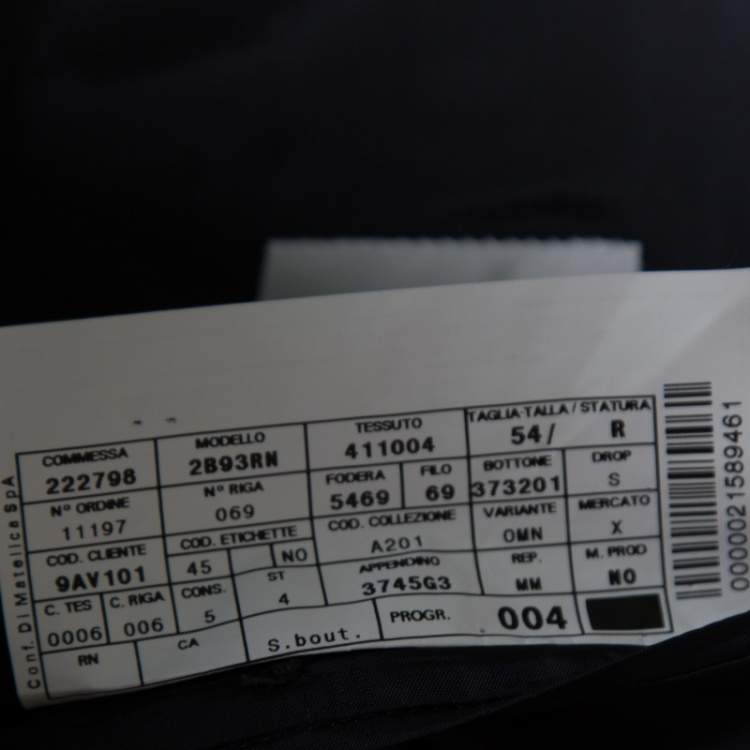 COMMESSA MODELLO TESSUTO TAGLIA-TALLA / STATURA
222798 2B93RN 411004 54/ R
Nº ORDINE Nº RIGA FODERA FILO BOTTONE DROP
11197 069 5469 69 373201 S
COD. CLIENTE COD. ETICHETTE COD. COLLEZIONE VARIANTE MERCATO
9AV101 45 NO A201 OMN X
C. TES C. RIGA CONS. ST APPENDINO REP. M. PROD
0006 006 5 4 3745G3 MM NO
RN CA S.bout. PROGR. 004
Conf. Di Matelica SpA
0000021589461